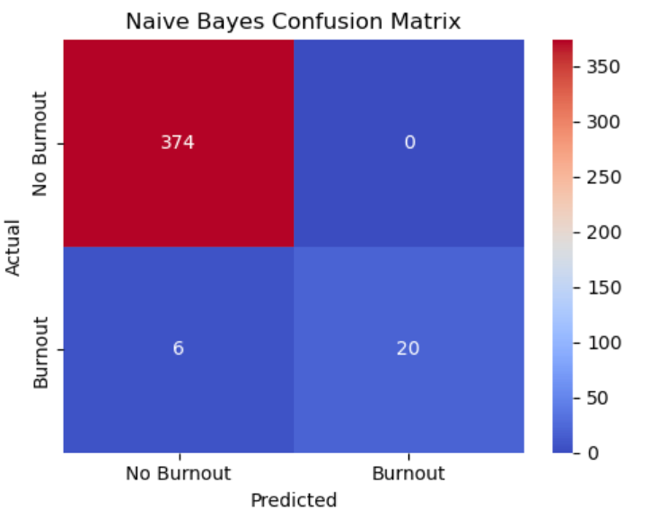 Naive Bayes Confusion Matrix
Actual
No Burnout
374
0
Burnout
6
20
No Burnout
Burnout
Predicted
350
300
250
200
150
100
50
0